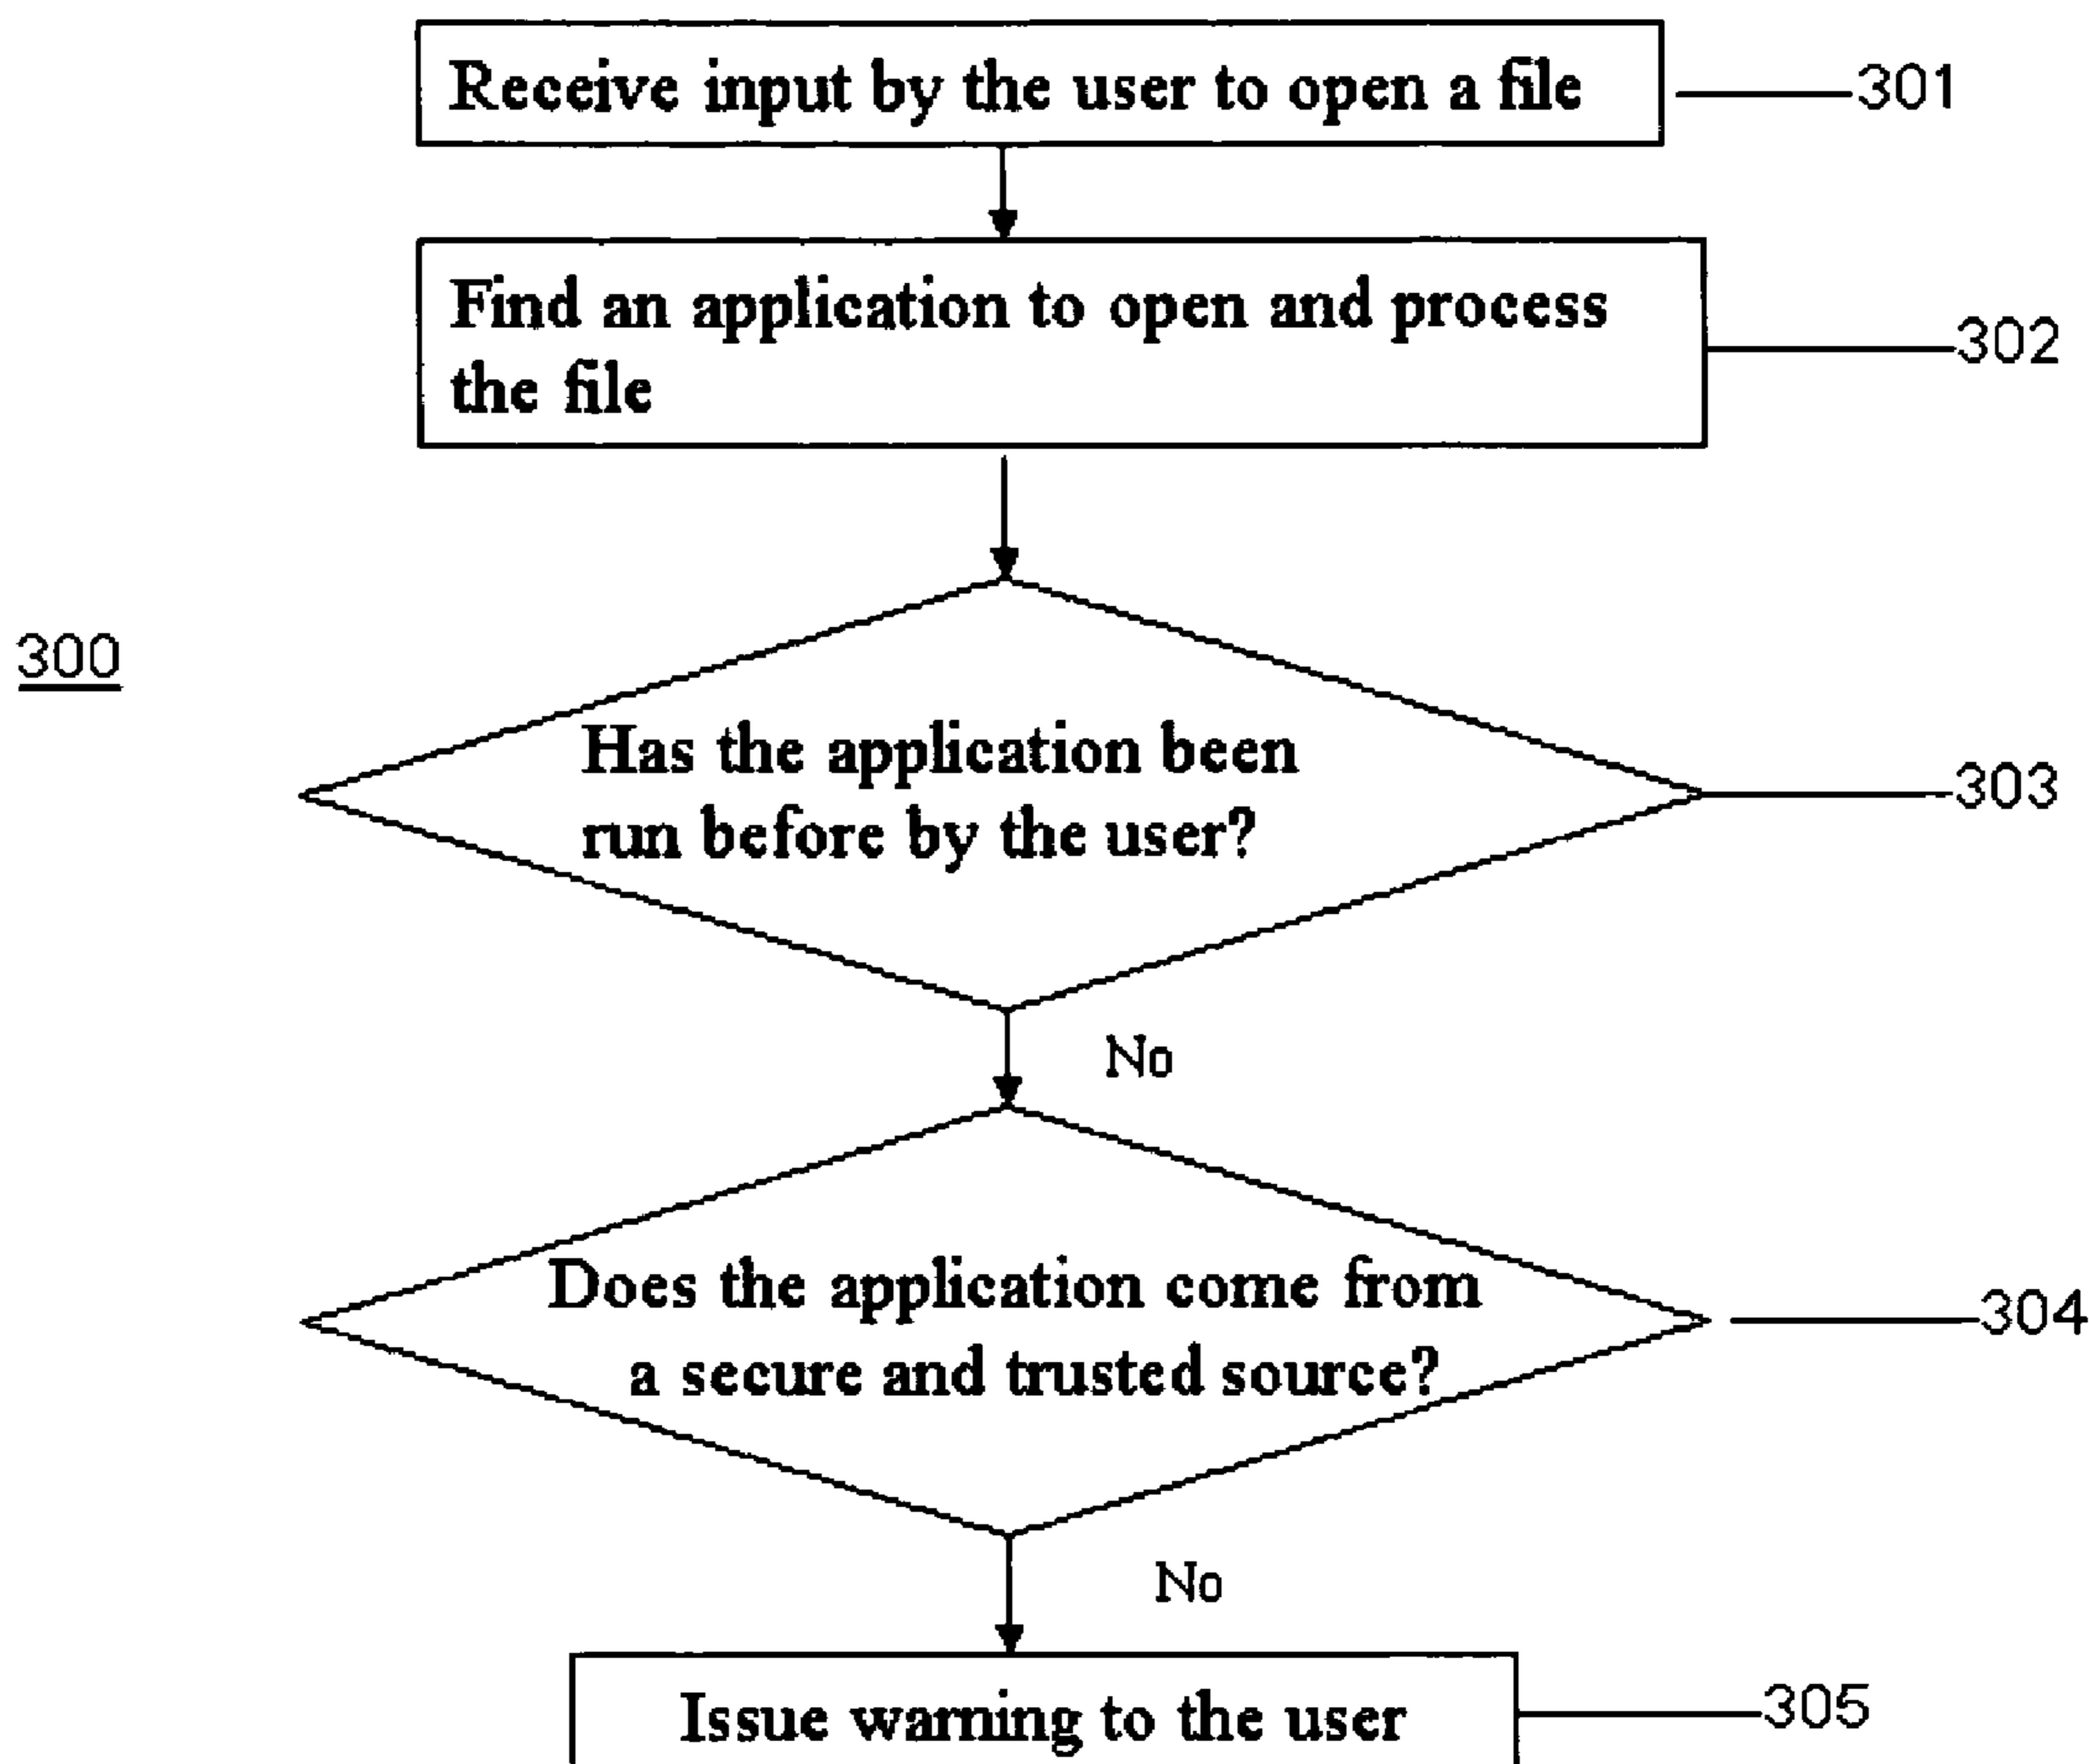 Receive input by the user to open a file
301
Find an application to open and process
the file
302
300
Has the application been
run before by the user?
303
No
Does the application come from
a secure and trusted source?
304
No
Issue warning to the user
305